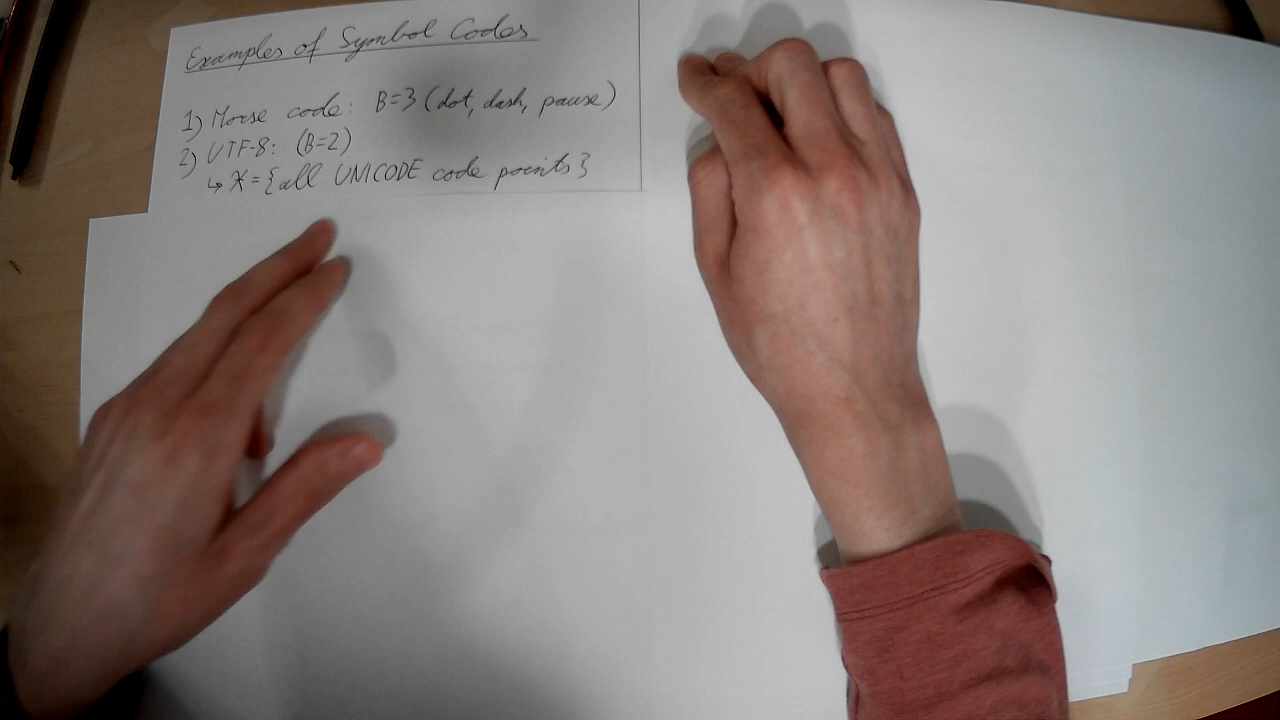 Examples of Symbol Codes
1) Morse code: B=3 (dot, dash, pause)
2) UTF-8: (B=2)
↳ 𝒳 = {all UNICODE code points}